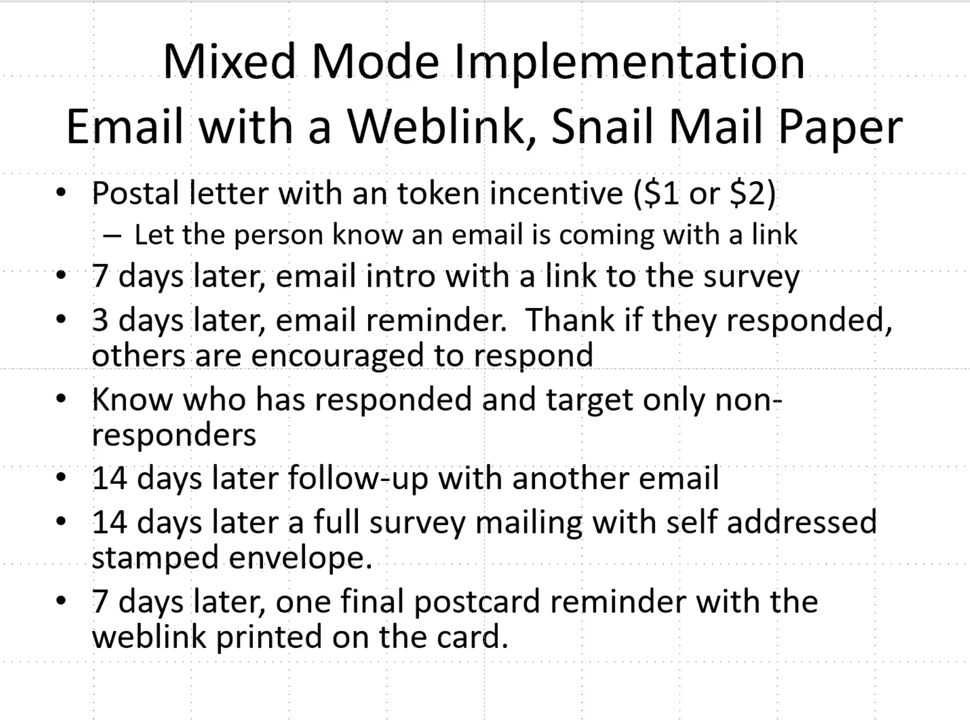 Mixed Mode Implementation
Email with a Weblink, Snail Mail Paper
• Postal letter with an token incentive ($1 or $2)
– Let the person know an email is coming with a link
• 7 days later, email intro with a link to the survey
• 3 days later, email reminder.  Thank if they responded,
others are encouraged to respond
• Know who has responded and target only non-
responders
• 14 days later follow-up with another email
• 14 days later a full survey mailing with self addressed
stamped envelope.
• 7 days later, one final postcard reminder with the
weblink printed on the card.